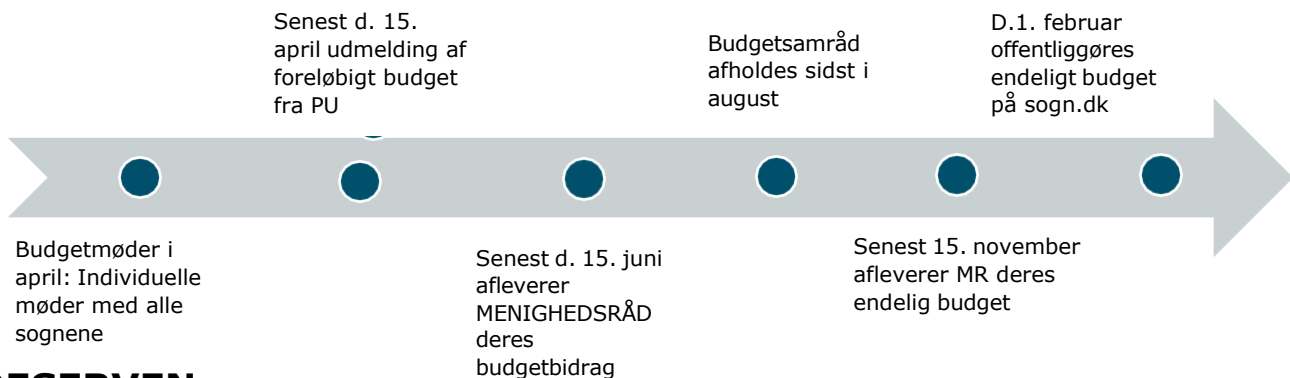 Senest d. 15.
april udmelding af
foreløbigt budget
fra PU
Budgetsamråd
afholdes sidst i
august
D.1. februar
offentliggøres
endeligt budget
på sogn.dk
Budgetmøder i
april: Individuelle
møder med alle
sognene
Senest d. 15. juni
afleverer
MENIGHEDSRÅD
deres
budgetbidrag
Senest 15. november
afleverer MR deres
endelig budget